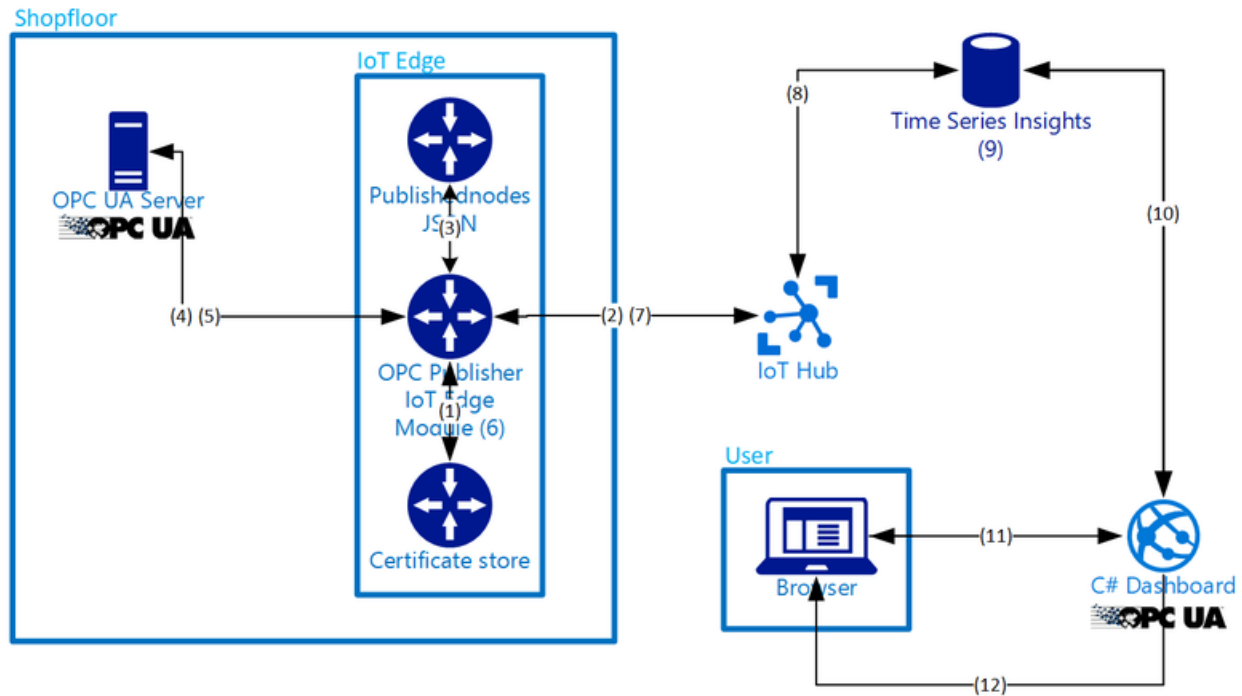 Shopfloor
IoT Edge
OPC UA Server
OPC UA
Publishednodes
JSON
(3)
(4) (5)
OPC Publisher
IoT Edge
Module (6)
(1)
Certificate store
(2) (7)
IoT Hub
(8)
Time Series Insights
(9)
(10)
User
Browser
(11)
C# Dashboard
OPC UA
(12)